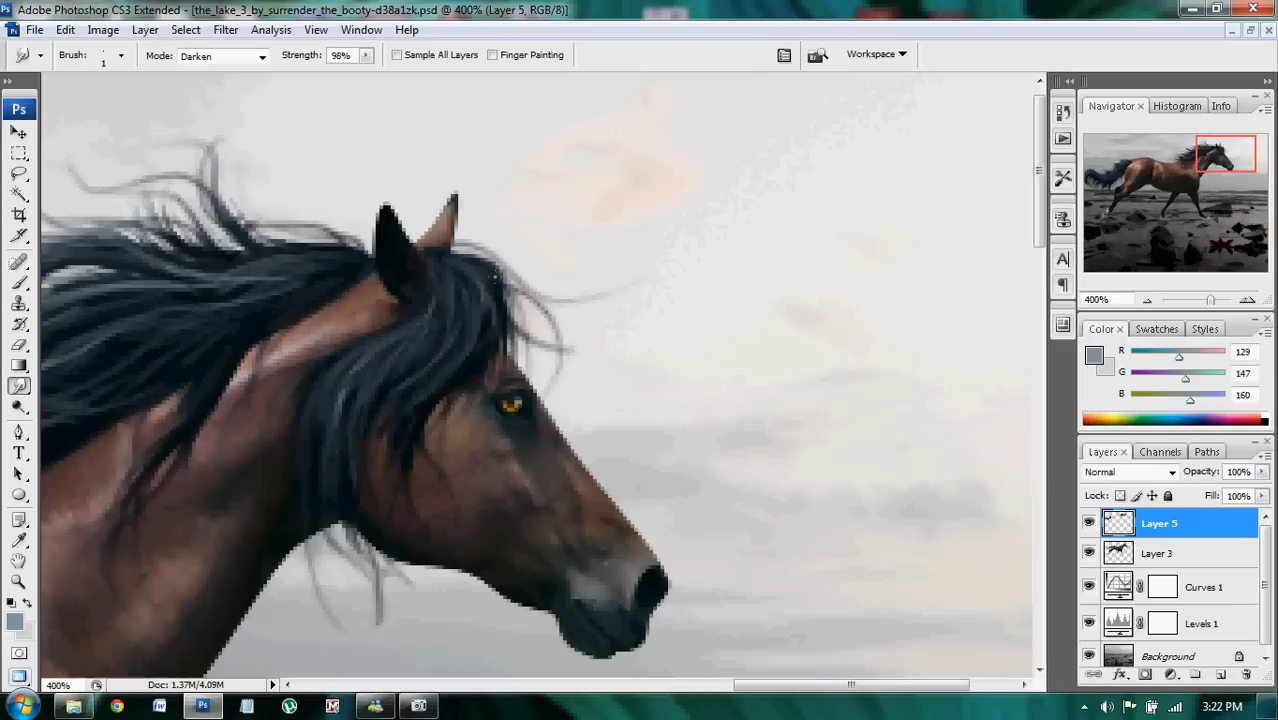 Adobe Photoshop CS3 Extended - [the_lake_3_by_surrender_the_booty-d38a1zk.psd @ 400% (Layer 5, RGB/8)]
File Edit Image Layer Select Filter Analysis View Window Help
Brush: 1 Mode: Darken Strength: 98% Sample All Layers Finger Painting Workspace
Ps
Navigator Histogram Info
400%
Color Swatches Styles
R 129
G 147
B 160
Layers Channels Paths
Normal Opacity: 100%
Lock: Fill: 100%
Layer 5
Layer 3
Curves 1
Levels 1
Background
400% Doc: 1.37M/4.09M
3:22 PM